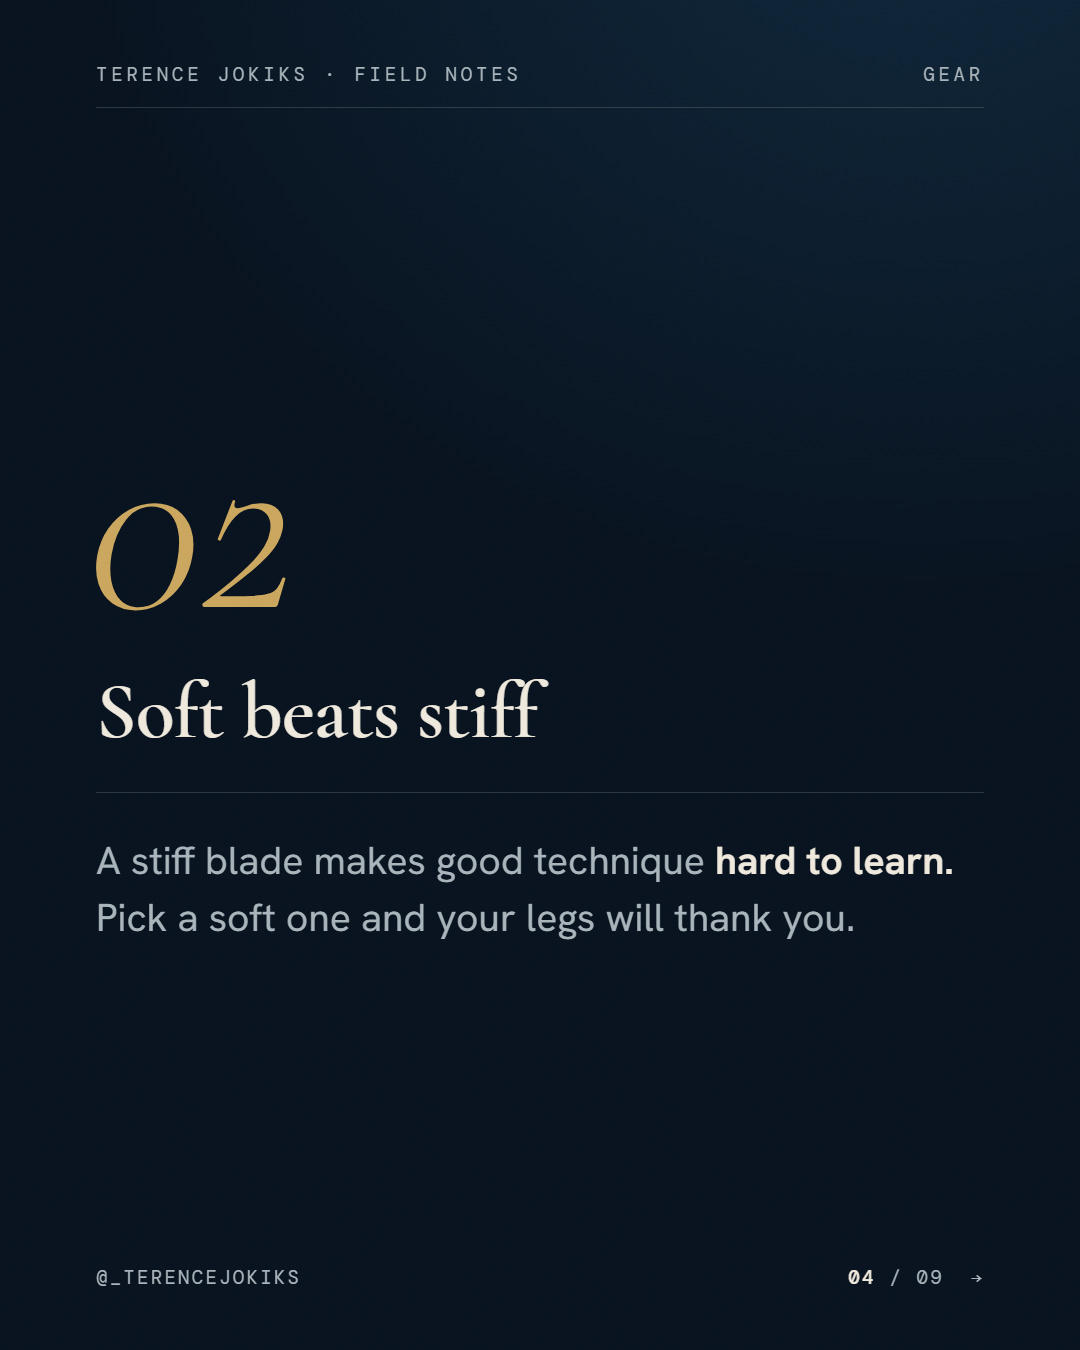 TERENCE JOKIKS · FIELD NOTES
GEAR
02
Soft beats stiff
A stiff blade makes good technique hard to learn.
Pick a soft one and your legs will thank you.
@_TERENCEJOKIKS
04 / 09 →